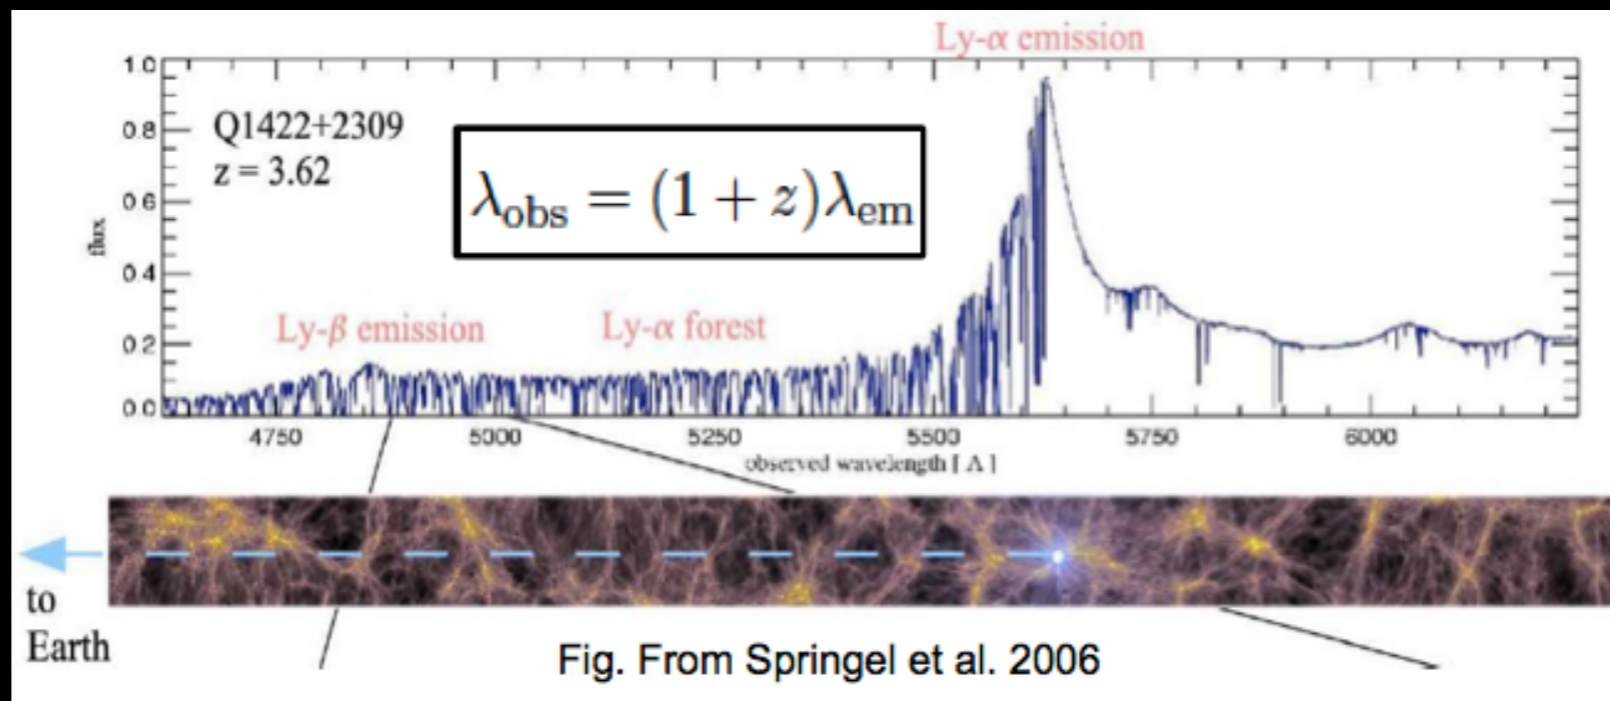 Ly-α emission
1.0
0.8
0.6
0.4
0.2
0.0
flux
Q1422+2309
z = 3.62
λobs = (1 + z)λem
Ly-β emission
Ly-α forest
4750 5000 5250 5500 5750 6000
observed wavelength [ Å ]
to
Earth
Fig. From Springel et al. 2006